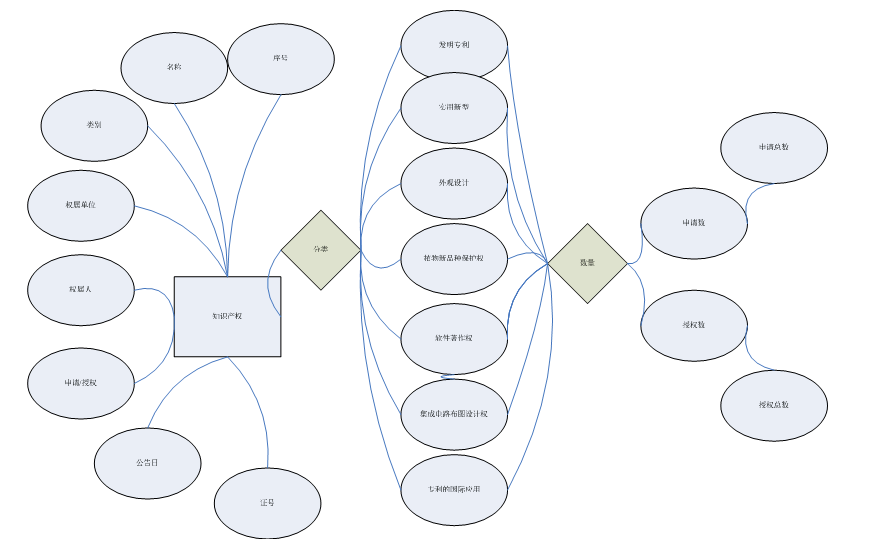 发明专利
序号
名称
实用新型
类别
申请总数
外观设计
权属单位
申请数
分类
植物新品种保护权
数量
权属人
知识产权
授权数
软件著作权
申请/授权
授权总数
集成电路布图设计权
公告日
专利的国际应用
证号